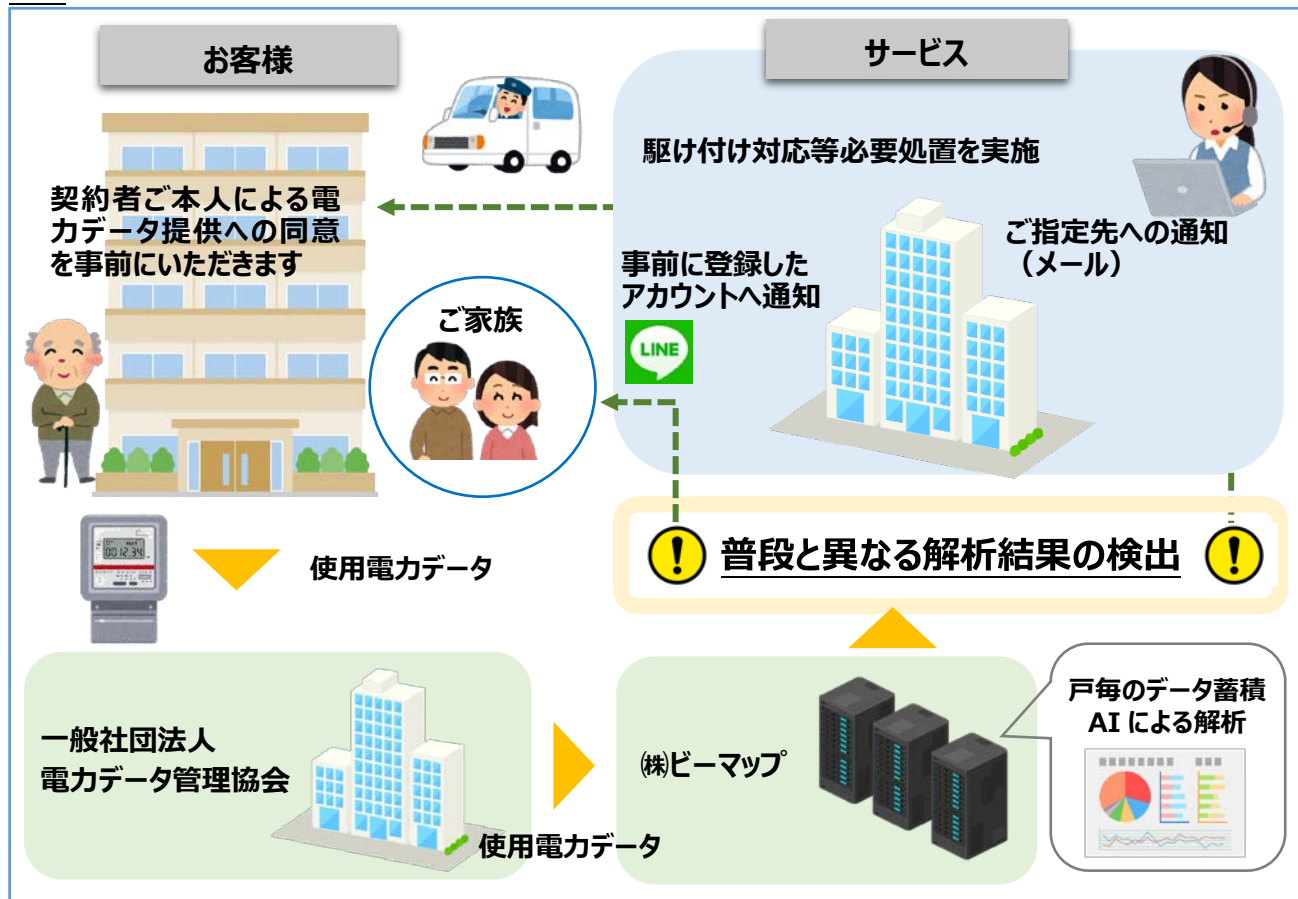 お客様
サービス
駆け付け対応等必要処置を実施
契約者ご本人による電
力データ提供への同意
を事前にいただきます
ご指定先への通知
（メール）
事前に登録した
アカウントへ通知
LINE
ご家族
普段と異なる解析結果の検出
使用電力データ
一般社団法人
電力データ管理協会
使用電力データ
㈱ビーマップ
戸毎のデータ蓄積
AI による解析